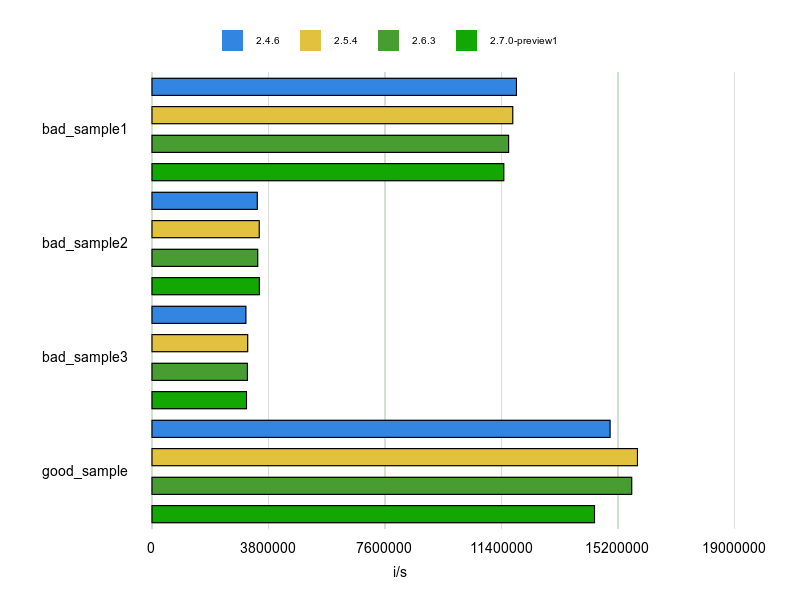 2.4.6 2.5.4 2.6.3 2.7.0-preview1
bad_sample1
bad_sample2
bad_sample3
good_sample
0 3800000 7600000 11400000 15200000 19000000
i/s